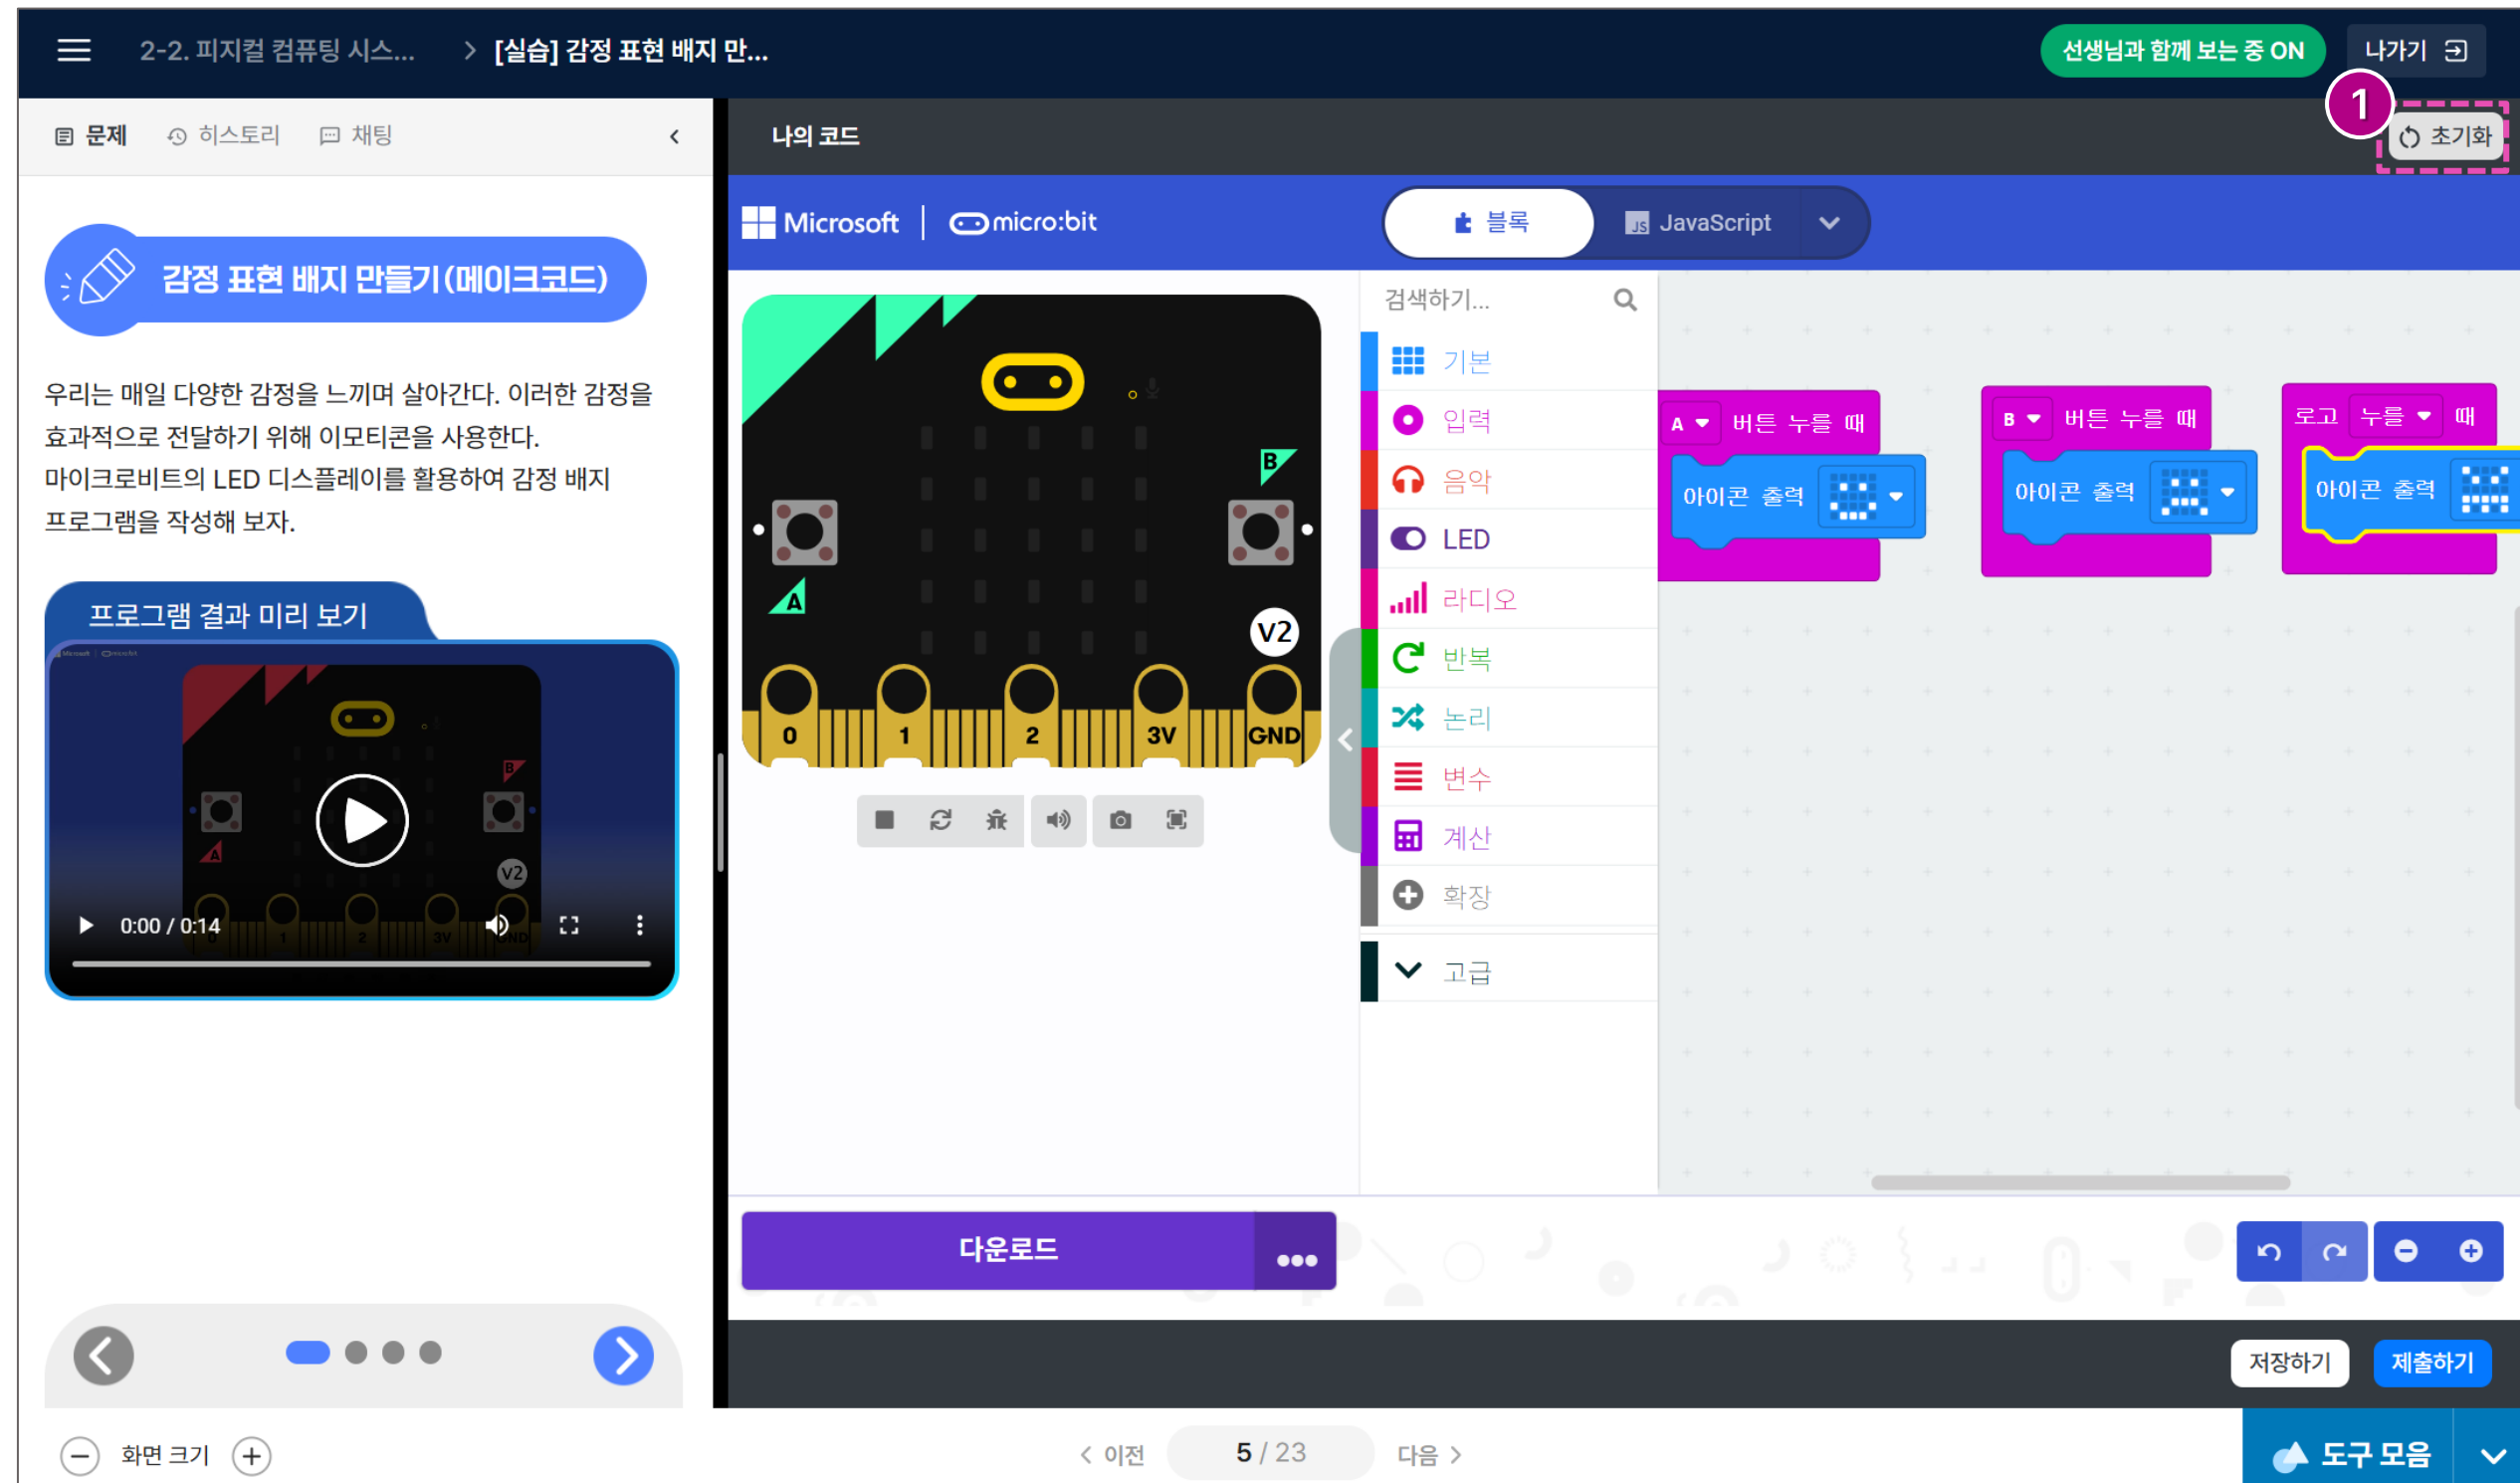 2-2. 피지컬 컴퓨팅 시스... > [실습] 감정 표현 배지 만...
선생님과 함께 보는 중 ON
나가기
1
문제
히스토리
채팅
나의 코드
초기화
Microsoft
micro:bit
블록
JS JavaScript
감정 표현 배지 만들기(메이크코드)
우리는 매일 다양한 감정을 느끼며 살아간다. 이러한 감정을
효과적으로 전달하기 위해 이모티콘을 사용한다.
마이크로비트의 LED 디스플레이를 활용하여 감정 배지
프로그램을 작성해 보자.
프로그램 결과 미리 보기
Microsoft
B
A
V2
0 1 2 3V GND
0:00 / 0:14
B
A
V2
0 1 2 3V GND
검색하기...
기본
입력
음악
LED
라디오
반복
논리
변수
계산
확장
고급
A 버튼 누를 때
아이콘 출력
B 버튼 누를 때
아이콘 출력
로고 누를 때
아이콘 출력
다운로드
저장하기
제출하기
화면 크기
< 이전
5 / 23
다음 >
도구 모음